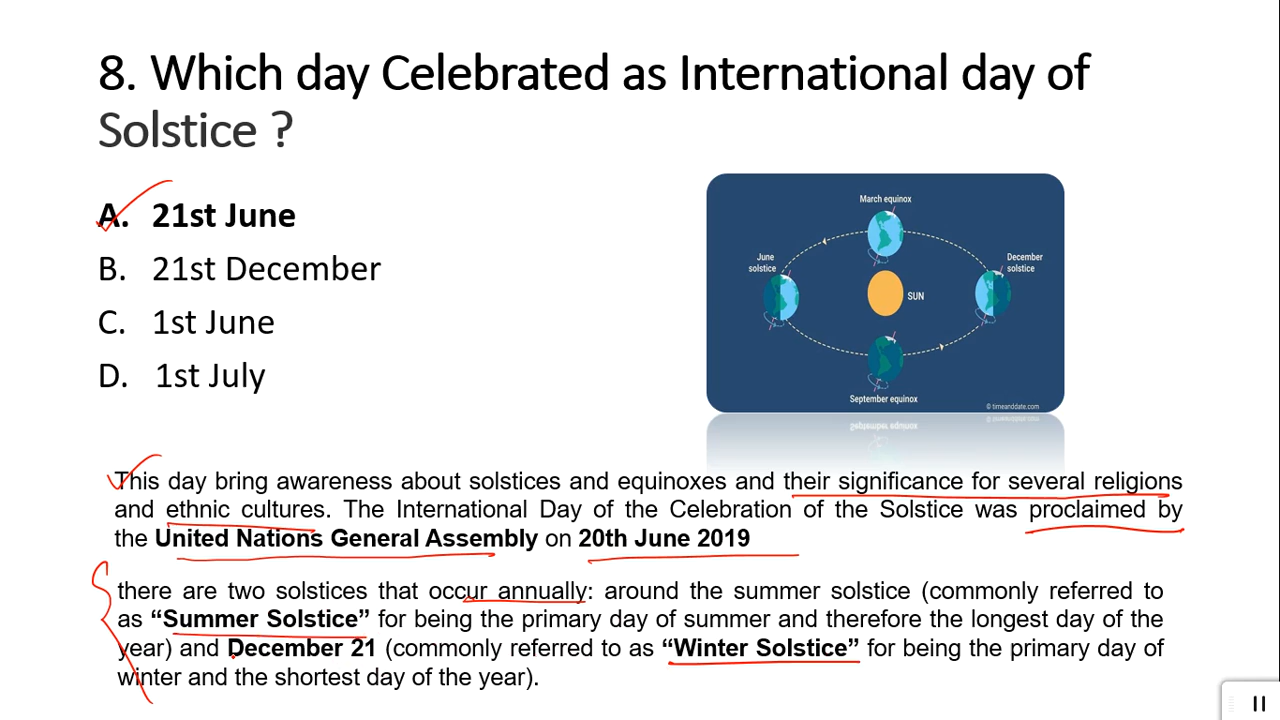 8. Which day Celebrated as International day of
Solstice ?
A. 21st June
B. 21st December
C. 1st June
D. 1st July
March equinox
June
solstice
December
solstice
SUN
September equinox
© timeanddate.com
This day bring awareness about solstices and equinoxes and their significance for several religions
and ethnic cultures. The International Day of the Celebration of the Solstice was proclaimed by
the United Nations General Assembly on 20th June 2019
there are two solstices that occur annually: around the summer solstice (commonly referred to
as “Summer Solstice” for being the primary day of summer and therefore the longest day of the
year) and December 21 (commonly referred to as “Winter Solstice” for being the primary day of
winter and the shortest day of the year).